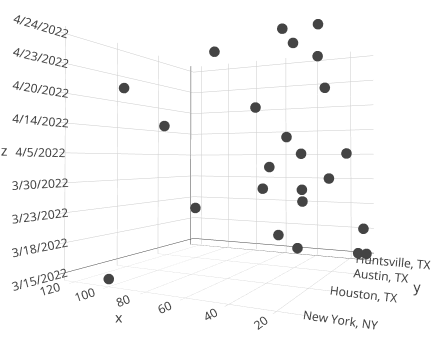 4/24/2022
4/23/2022
4/20/2022
4/14/2022
z 4/5/2022
3/30/2022
3/23/2022
3/18/2022
3/15/2022
120
100
80
60
40
20
x
Huntsville, TX
Austin, TX
y
Houston, TX
New York, NY